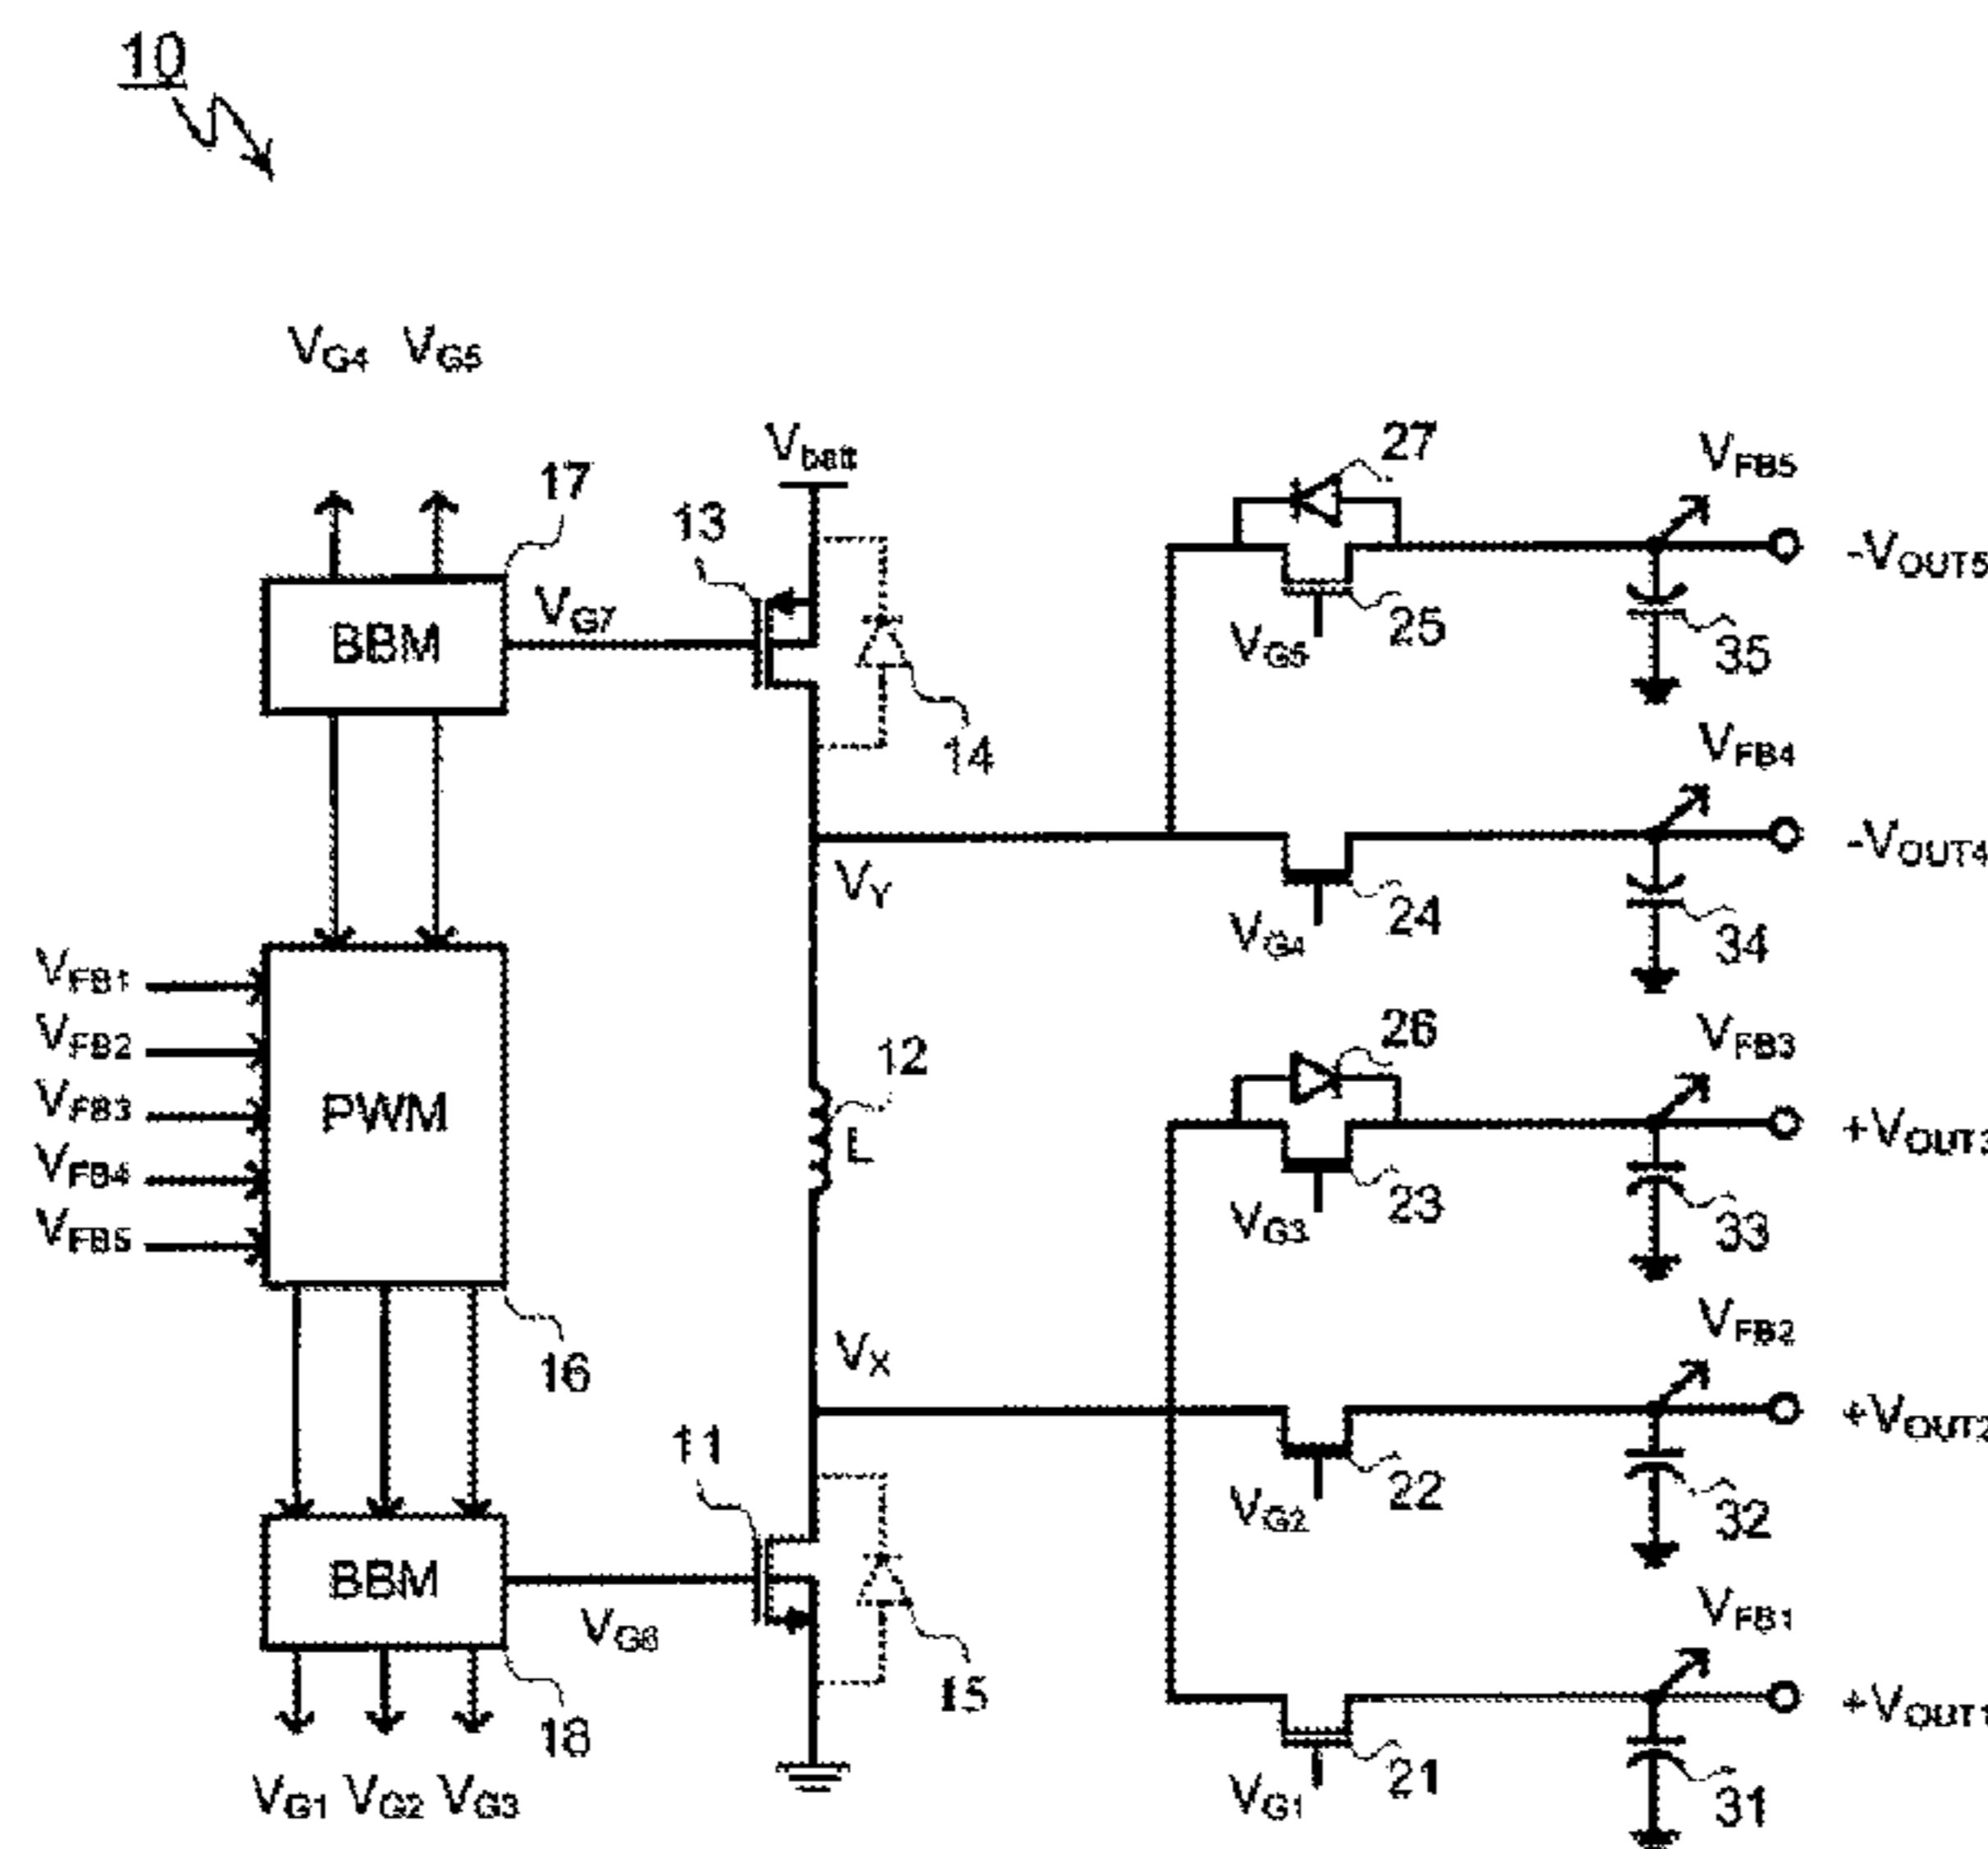 10
VG4 VG5
Vbatt
27
VFB5
17
13
-VOUT5
BBM
VG7
VG5
25
35
14
VFB4
-VOUT4
VY
24
VG4
34
VFB1
VFB2
VFB3
VFB4
VFB5
PWM
12
L
26
VFB3
+VOUT3
23
VG3
33
VFB2
16
VX
+VOUT2
11
22
VG2
32
BBM
VG6
VFB1
15
18
+VOUT1
VG1 VG2 VG3
21
VG1
31